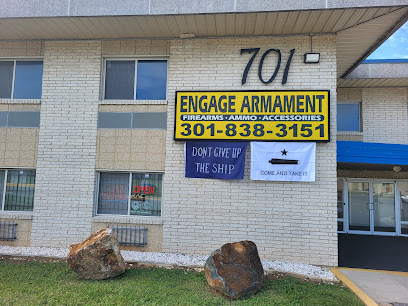 701
ENGAGE ARMAMENT
FIREARMS • AMMO • ACCESSORIES
301-838-3151
DONT GIVE UP
THE SHIP
COME AND TAKE IT